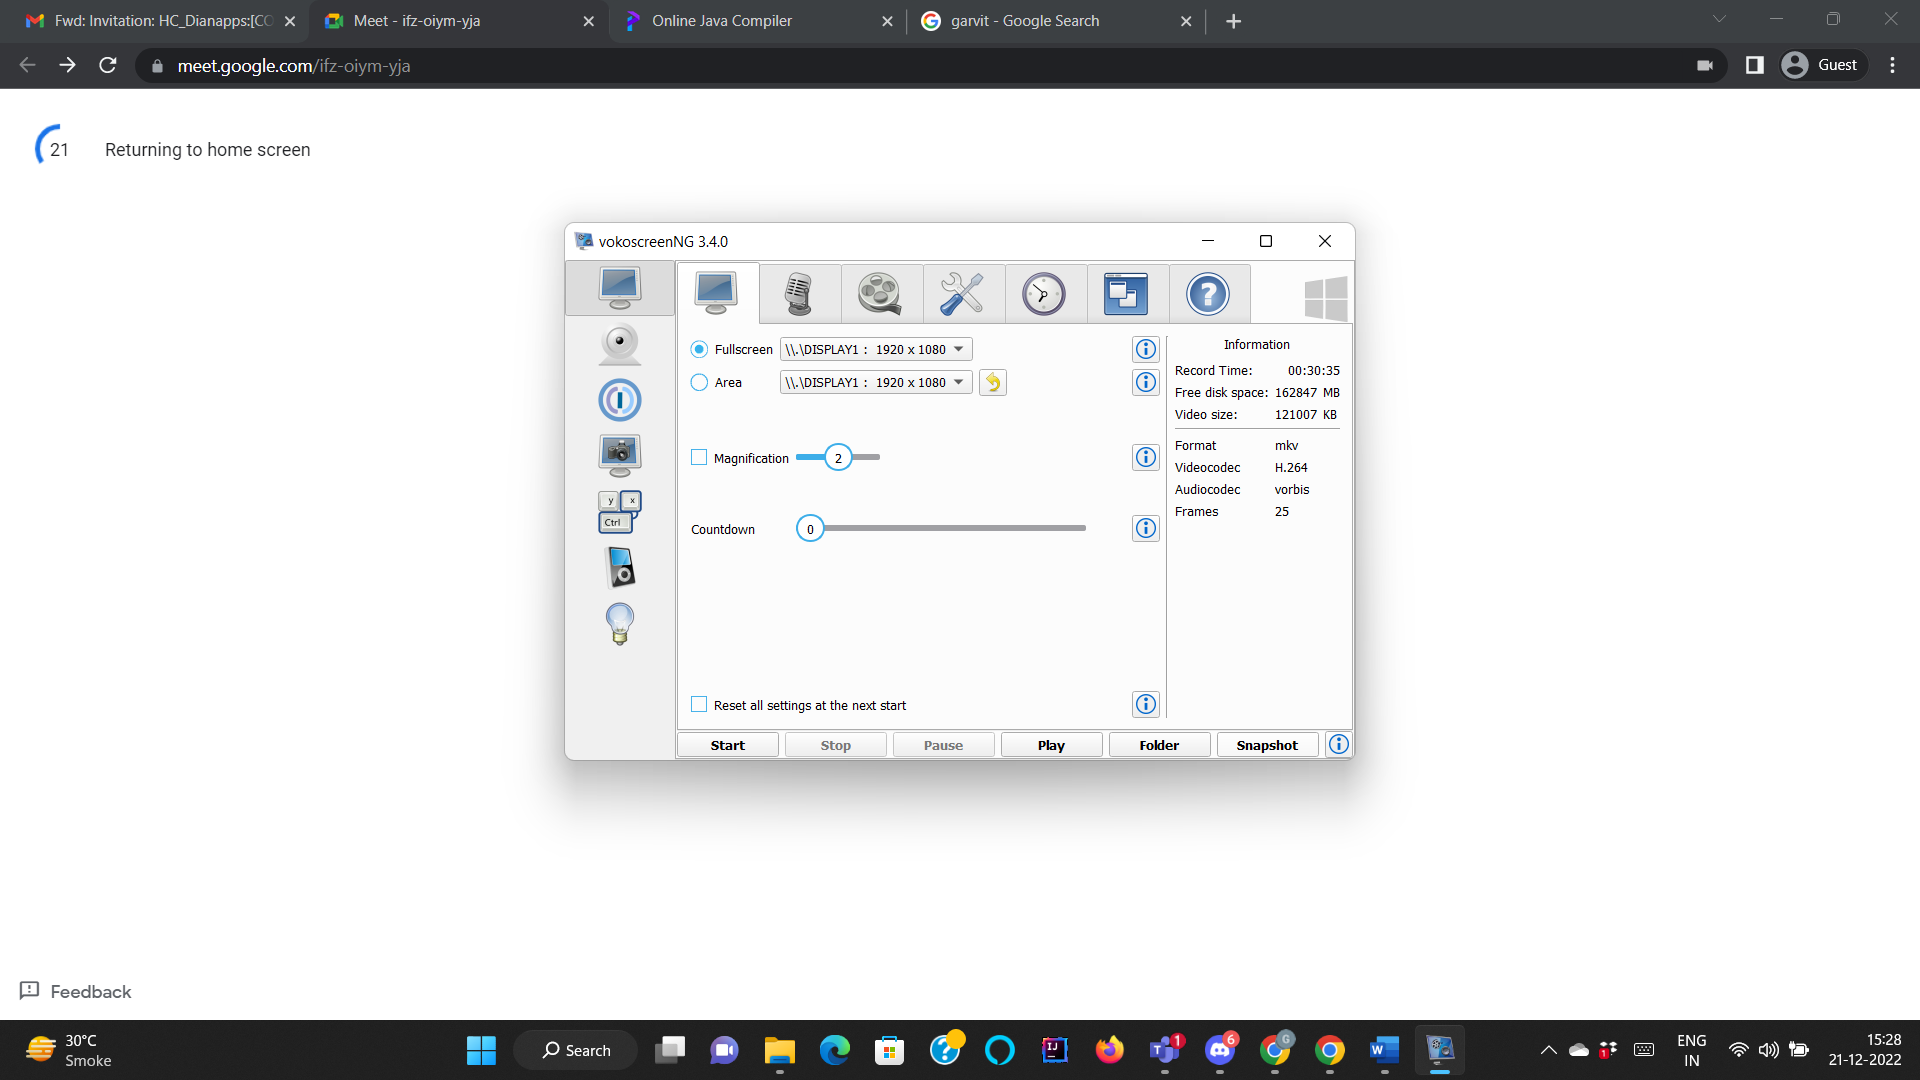 Fwd: Invitation: HC_Dianapps:[CO
Meet - ifz-oiym-yja
Online Java Compiler
garvit - Google Search
meet.google.com/ifz-oiym-yja
Guest
21
Returning to home screen
vokoscreenNG 3.4.0
Fullscreen
\\.\DISPLAY1 : 1920 x 1080
Area
\\.\DISPLAY1 : 1920 x 1080
Magnification
2
Countdown
0
Reset all settings at the next start
Information
Record Time: 00:30:35
Free disk space: 162847 MB
Video size: 121007 KB
Format mkv
Videocodec H.264
Audiocodec vorbis
Frames 25
y
x
Ctrl
Start
Stop
Pause
Play
Folder
Snapshot
Feedback
30°C
Smoke
Search
1
6
G
1
ENG
IN
15:28
21-12-2022